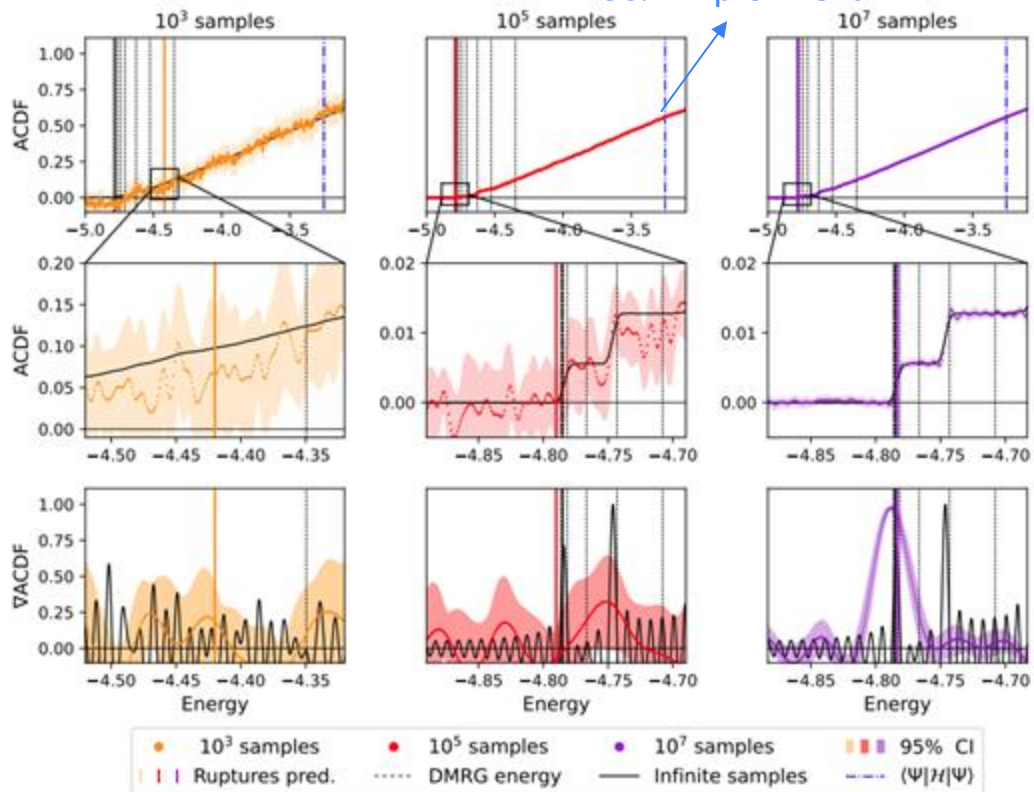 10³ samples
10⁵ samples
10⁷ samples
ACDF
1.00
0.75
0.50
0.25
0.00
−5.0 −4.5 −4.0 −3.5
−5.0 −4.5 −4.0 −3.5
−5.0 −4.5 −4.0 −3.5
ACDF
0.20
0.15
0.10
0.05
0.00
0.02
0.01
0.00
0.02
0.01
0.00
−4.50 −4.45 −4.40 −4.35
−4.85 −4.80 −4.75 −4.70
−4.85 −4.80 −4.75 −4.70
∇ACDF
1.00
0.75
0.50
0.25
0.00
−4.50 −4.45 −4.40 −4.35
−4.85 −4.80 −4.75 −4.70
−4.85 −4.80 −4.75 −4.70
Energy
Energy
Energy
10³ samples
10⁵ samples
10⁷ samples
95% CI
Ruptures pred.
DMRG energy
Infinite samples
⟨Ψ|ℋ|Ψ⟩